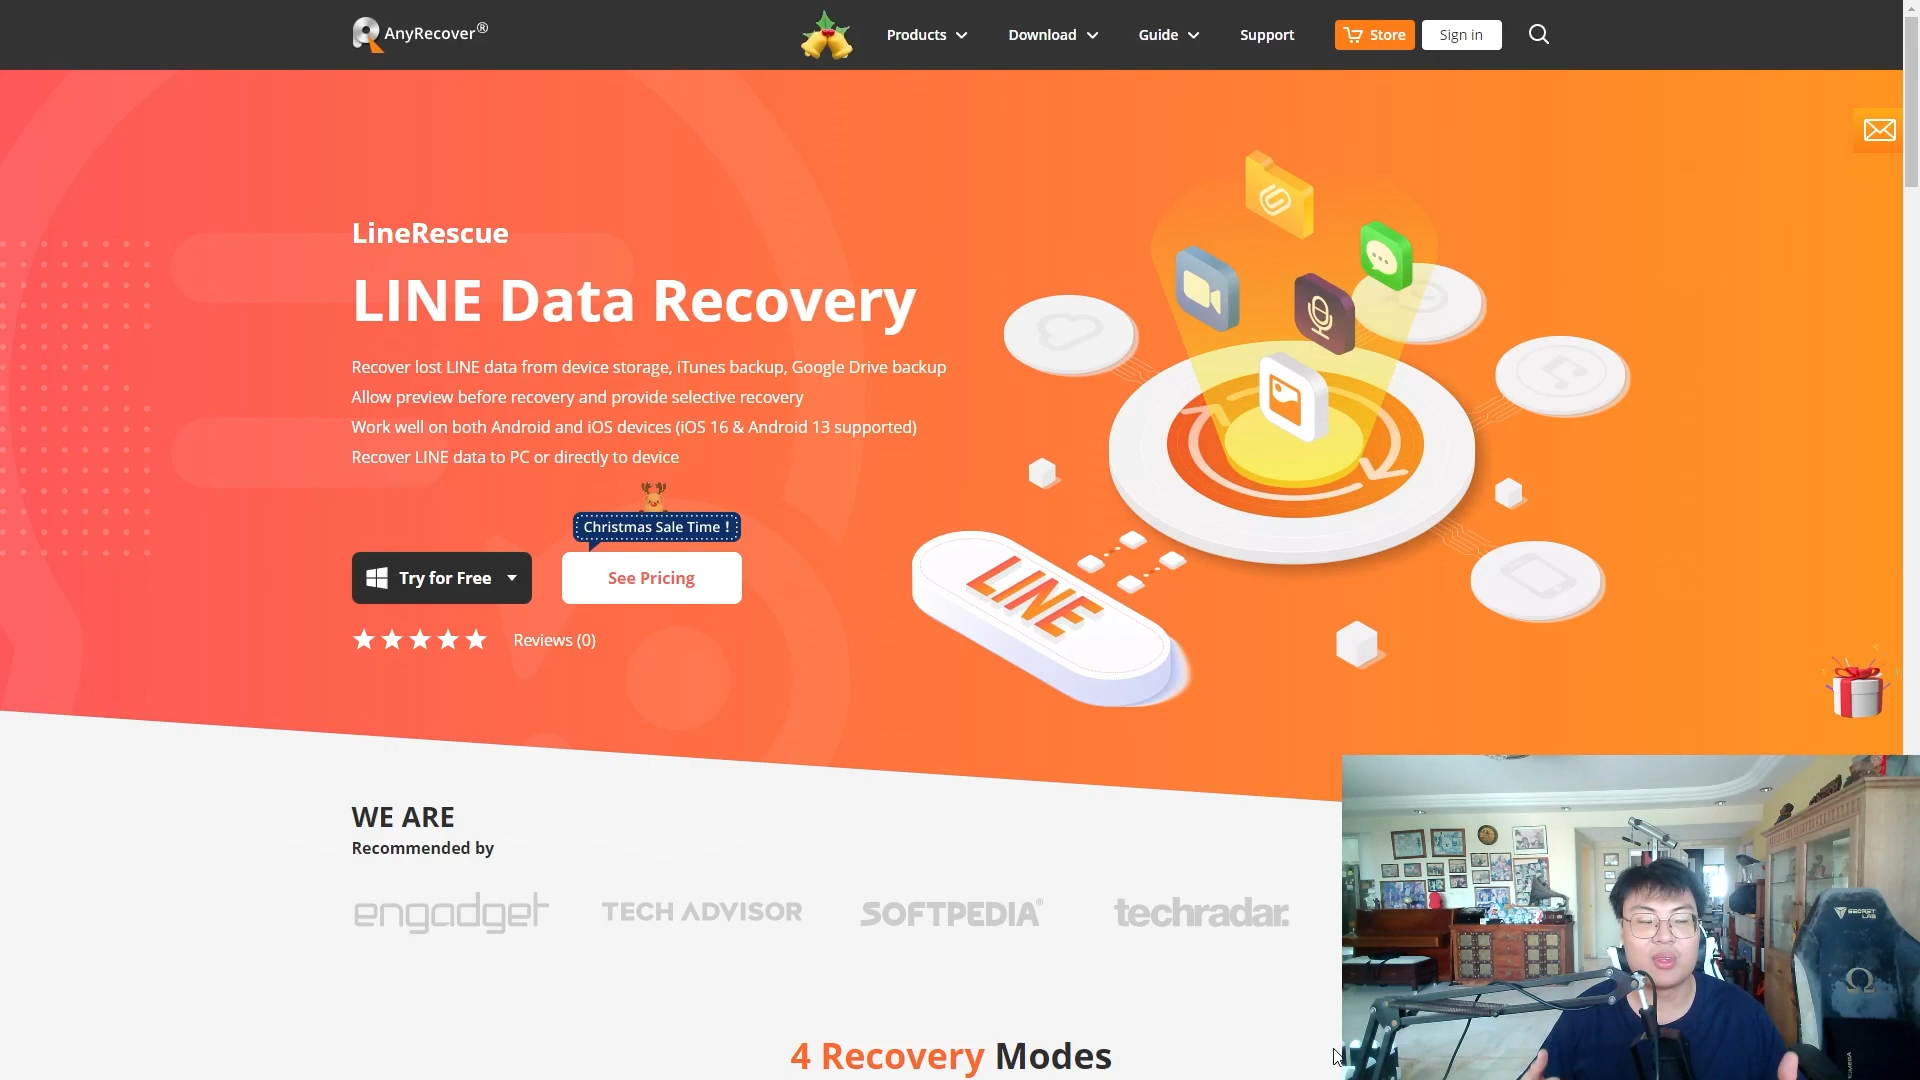 AnyRecover®
Products
Download
Guide
Support
Store
Sign in
LineRescue
LINE Data Recovery
Recover lost LINE data from device storage, iTunes backup, Google Drive backup
Allow preview before recovery and provide selective recovery
Work well on both Android and iOS devices (iOS 16 & Android 13 supported)
Recover LINE data to PC or directly to device
Christmas Sale Time !
Try for Free
See Pricing
Reviews (0)
LINE
WE ARE
Recommended by
engadget
TECH ADVISOR
SOFTPEDIA®
techradar.
SECRET LAB
4 Recovery Modes